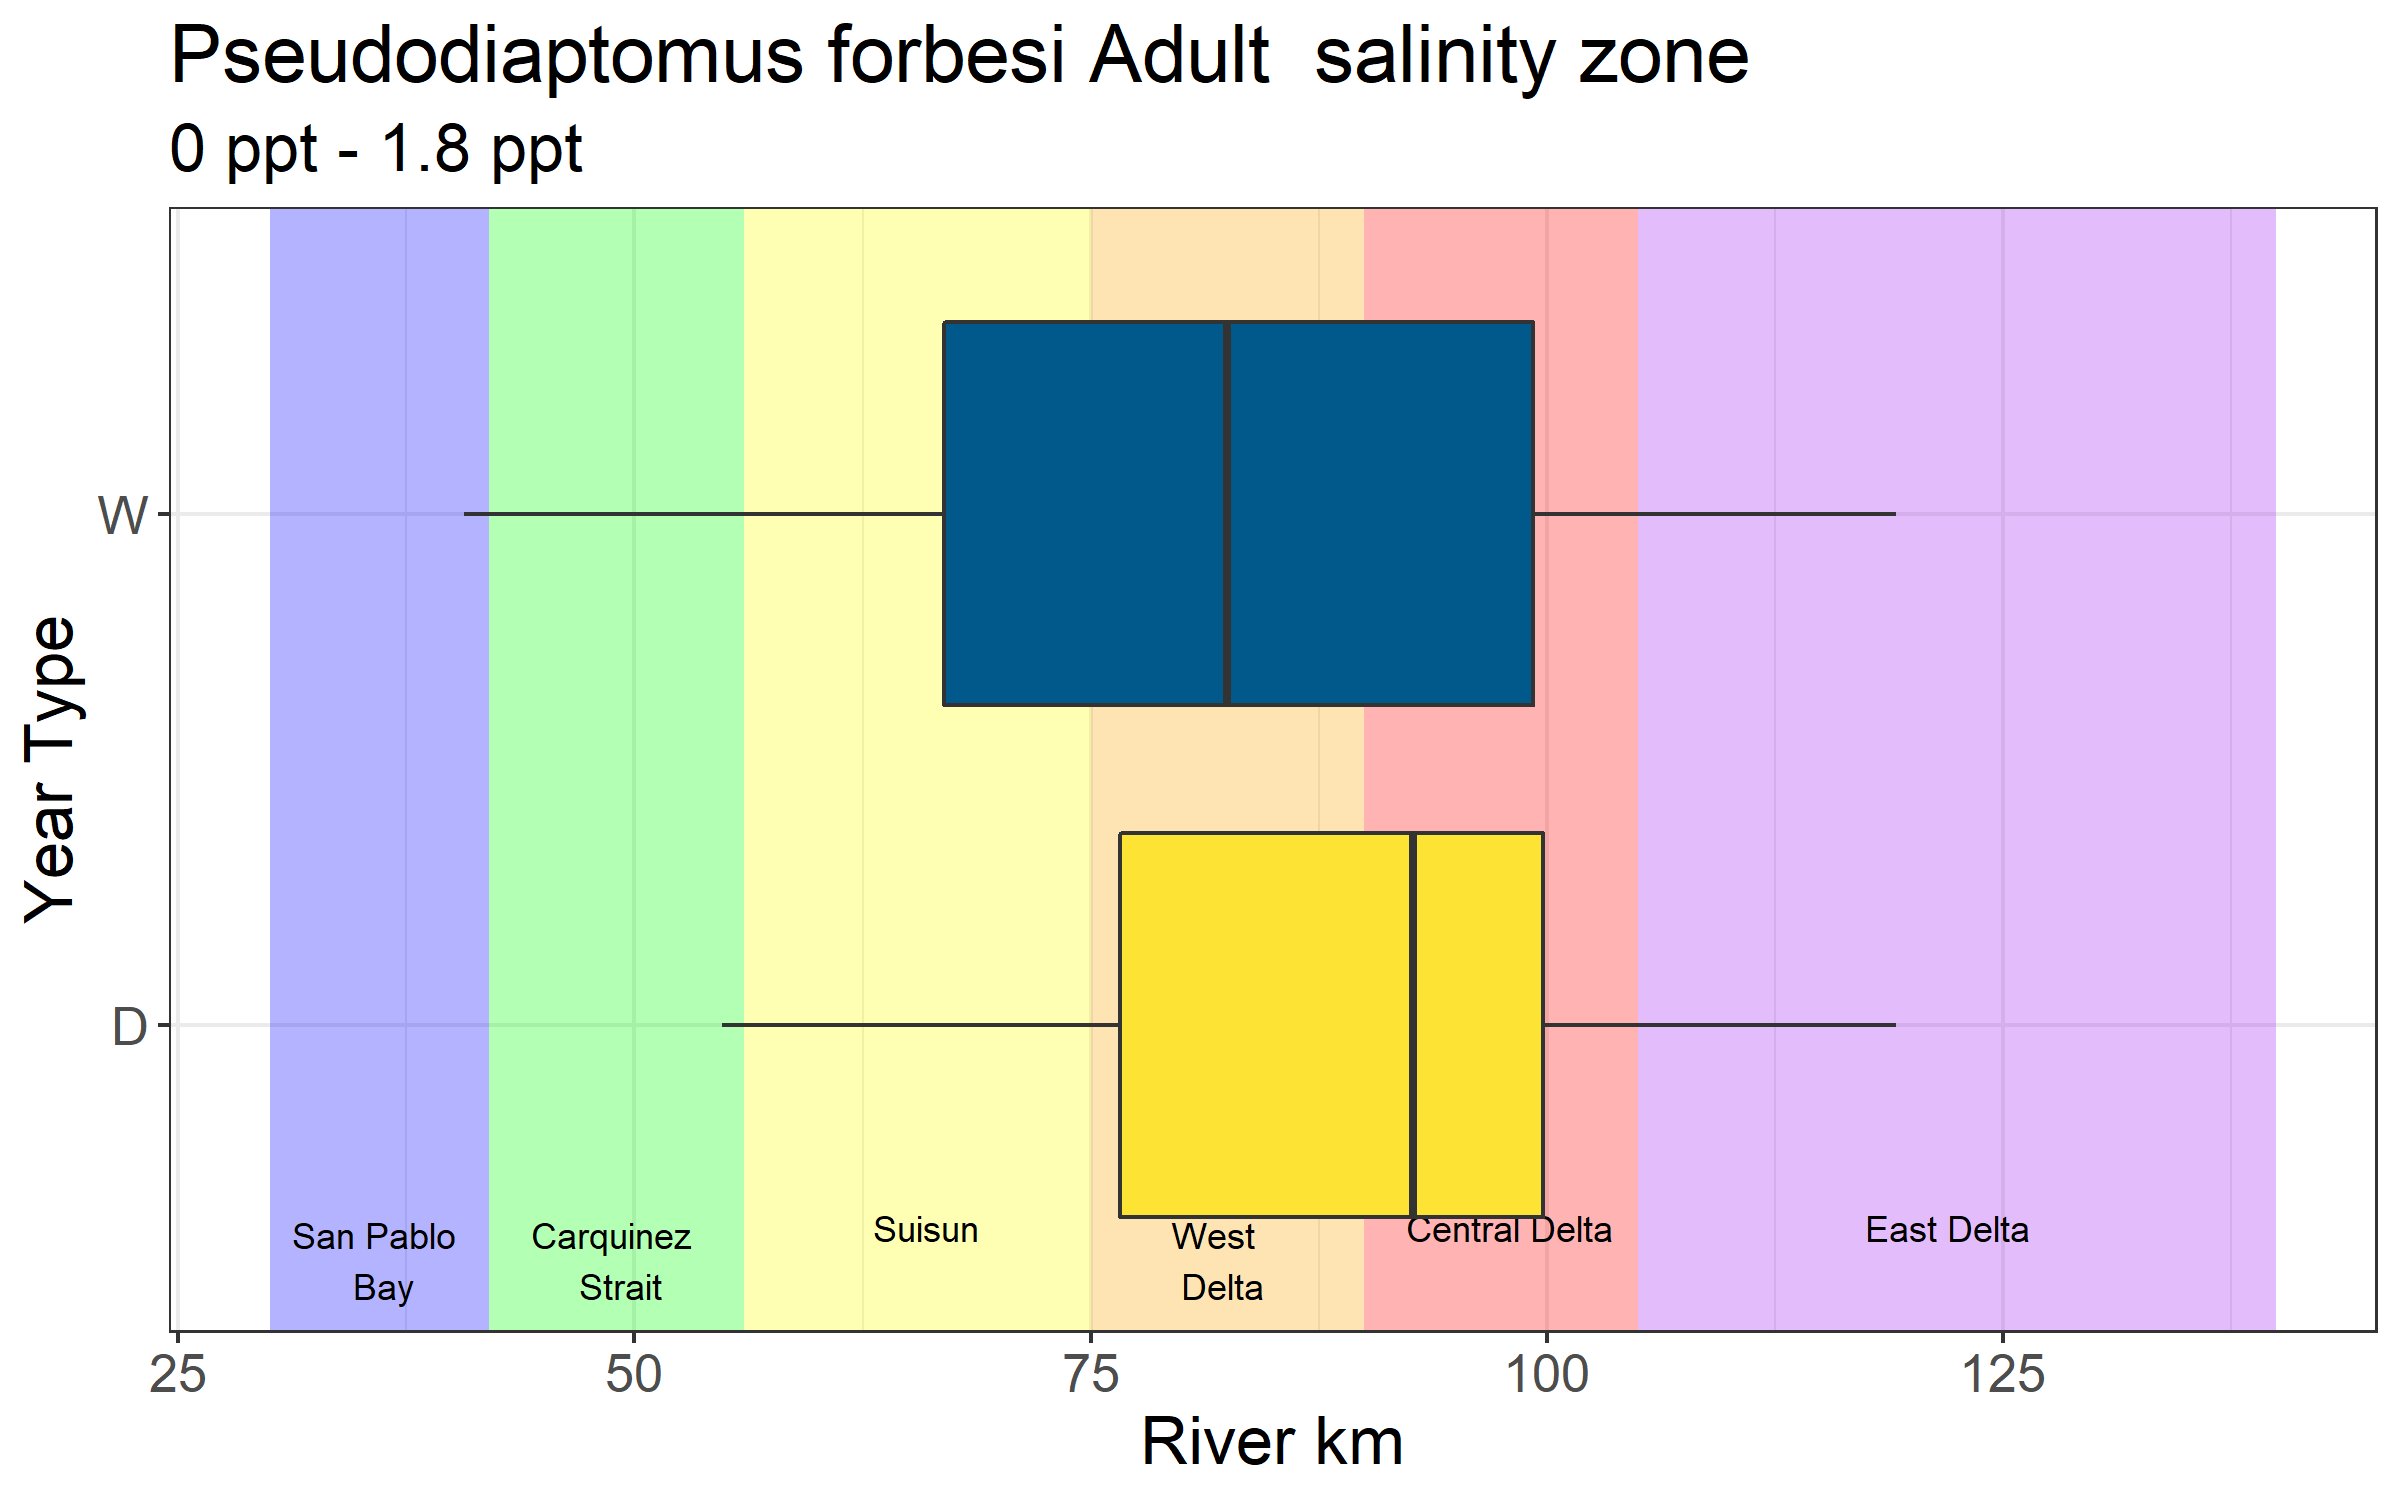 Pseudodiaptomus forbesi Adult  salinity zone
0 ppt - 1.8 ppt
Year Type
W
D
San Pablo
Bay
Carquinez
Strait
Suisun
West
Delta
Central Delta
East Delta
25 50 75 100 125
River km